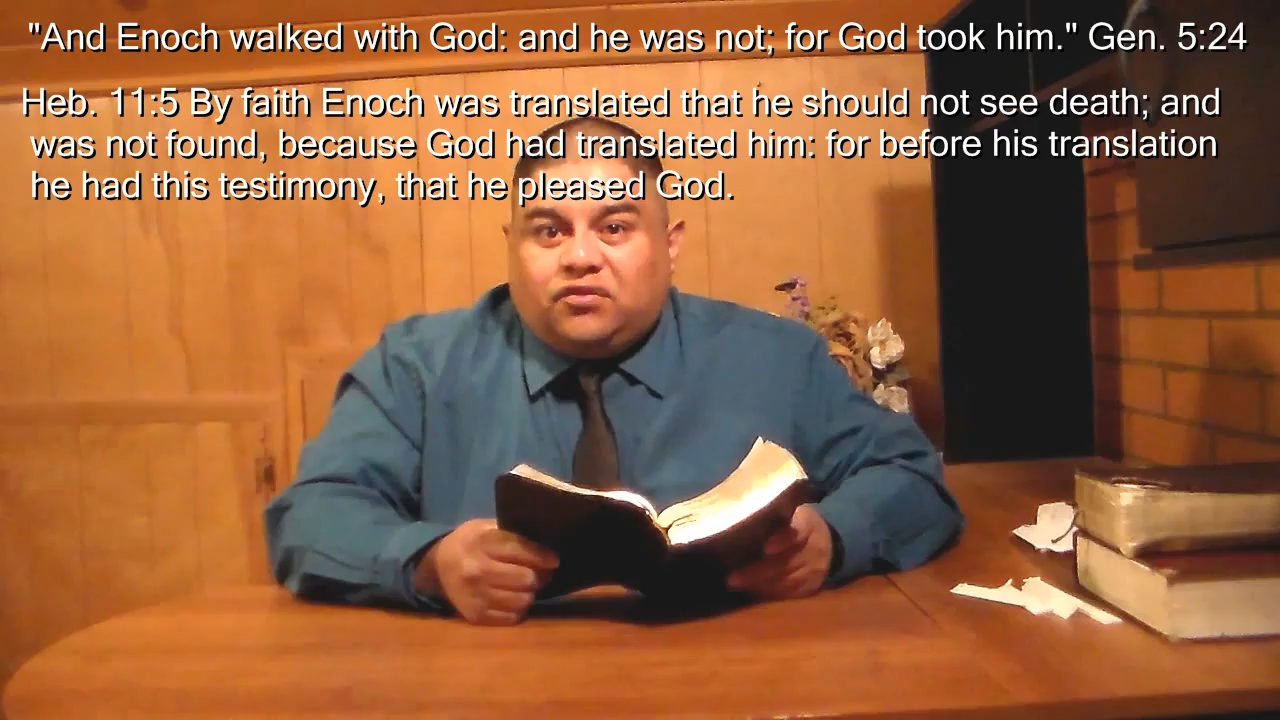 "And Enoch walked with God: and he was not; for God took him." Gen. 5:24
Heb. 11:5 By faith Enoch was translated that he should not see death; and
was not found, because God had translated him: for before his translation
he had this testimony, that he pleased God.